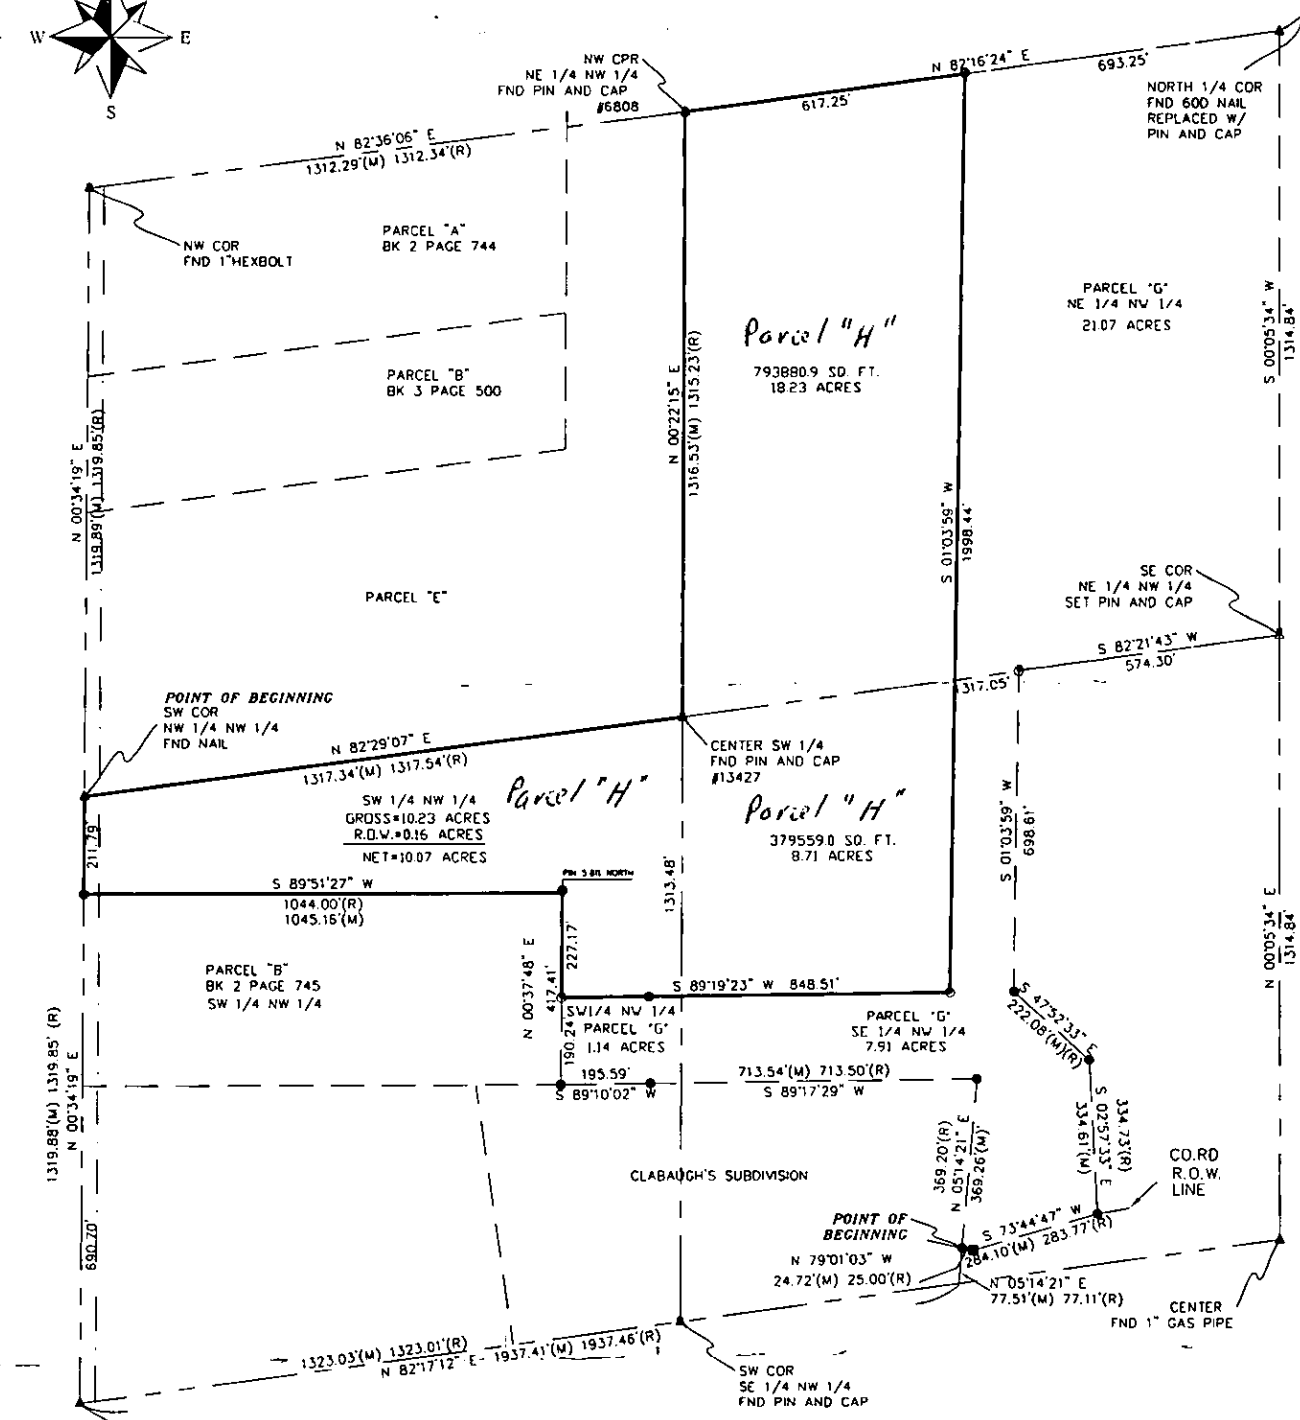 W
E
S
NW CPR
NE 1/4 NW 1/4
FND PIN AND CAP
#6808
N 82°16'24" E
617.25'
693.25'
NORTH 1/4 COR
FND 60D NAIL
REPLACED W/
PIN AND CAP
N 82°36'06" E
1312.29'(M) 1312.34'(R)
NW COR
FND 1"HEXBOLT
PARCEL "A"
BK 2 PAGE 744
PARCEL "B"
BK 3 PAGE 500
PARCEL "E"
N 00°34'19" E
1319.89'(M) 1319.85'(R)
N 00°22'15" E
1316.53'(M) 1315.23'(R)
Parcel "H"
793880.9 SQ. FT.
18.23 ACRES
S 01°03'59" W
1998.44'
PARCEL "G"
NE 1/4 NW 1/4
21.07 ACRES
S 00°05'34" W
1314.84'
SE COR
NE 1/4 NW 1/4
SET PIN AND CAP
S 82°21'43" W
574.30'
1317.05'
POINT OF BEGINNING
SW COR
NW 1/4 NW 1/4
FND NAIL
N 82°29'07" E
1317.34'(M) 1317.54'(R)
CENTER SW 1/4
FND PIN AND CAP
#13427
Parcel "H"
SW 1/4 NW 1/4
GROSS=10.23 ACRES
R.O.W.=0.16 ACRES
NET=10.07 ACRES
Parcel "H"
379559.0 SQ. FT.
8.71 ACRES
211.79'
S 89°51'27" W
1044.00'(R)
1045.16'(M)
PIN 5 NORTH
1313.48'
227.17'
N 00°37'48" E
417.41'
190.24'
S 01°03'59" W
698.61'
N 00°05'34" E
1314.84'
PARCEL "B"
BK 2 PAGE 745
SW 1/4 NW 1/4
S 89°19'23" W 848.51'
SW1/4 NW 1/4
PARCEL "G"
1.14 ACRES
PARCEL "G"
SE 1/4 NW 1/4
7.91 ACRES
S 47°52'33" E
222.08'(M)(R)
195.59'
S 89°10'02" W
713.54'(M) 713.50'(R)
S 89°17'29" W
1319.88'(M) 1319.85' (R)
N 00°34'19" E
690.70'
369.20'(R)
N 05°14'21" E
369.26'(M)
334.73'(R)
S 02°57'33" E
334.61'(M)
CLABAUGH'S SUBDIVISION
CO.RD
R.O.W.
LINE
POINT OF
BEGINNING
S 73°44'47" W
284.10'(M) 283.77'(R)
N 79°01'03" W
24.72'(M) 25.00'(R)
N 05°14'21" E
77.51'(M) 77.11'(R)
CENTER
FND 1" GAS PIPE
1323.03'(M) 1323.01'(R)
N 82°17'12" E 1937.41'(M) 1937.46'(R)
SW COR
SE 1/4 NW 1/4
FND PIN AND CAP